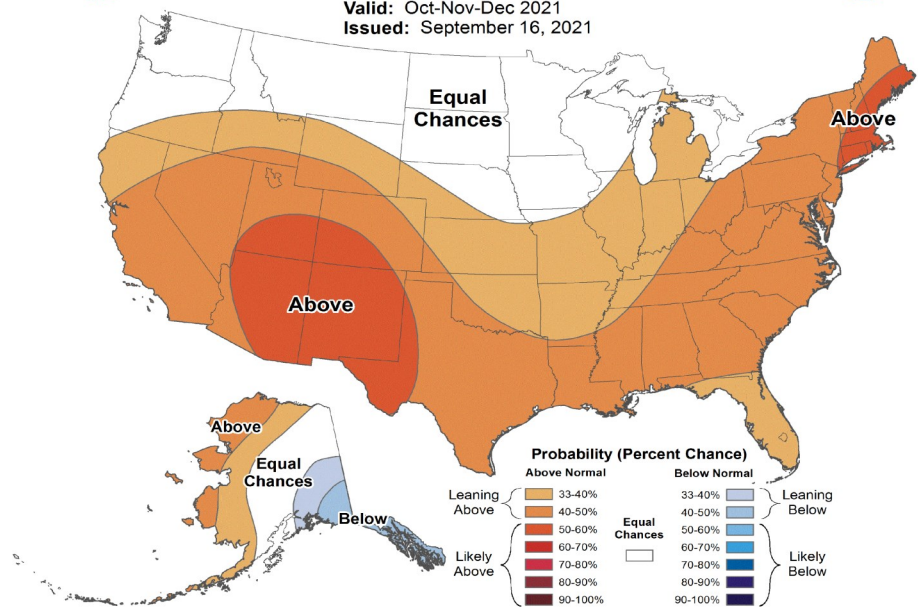 Valid: Oct-Nov-Dec 2021
Issued: September 16, 2021
Equal
Chances
Above
Above
Above
Equal
Chances
Below
Probability (Percent Chance)
Above Normal
Below Normal
Leaning
Above
33-40%
40-50%
Likely
Above
50-60%
60-70%
70-80%
80-90%
90-100%
Equal
Chances
33-40%
40-50%
Leaning
Below
50-60%
60-70%
70-80%
80-90%
90-100%
Likely
Below